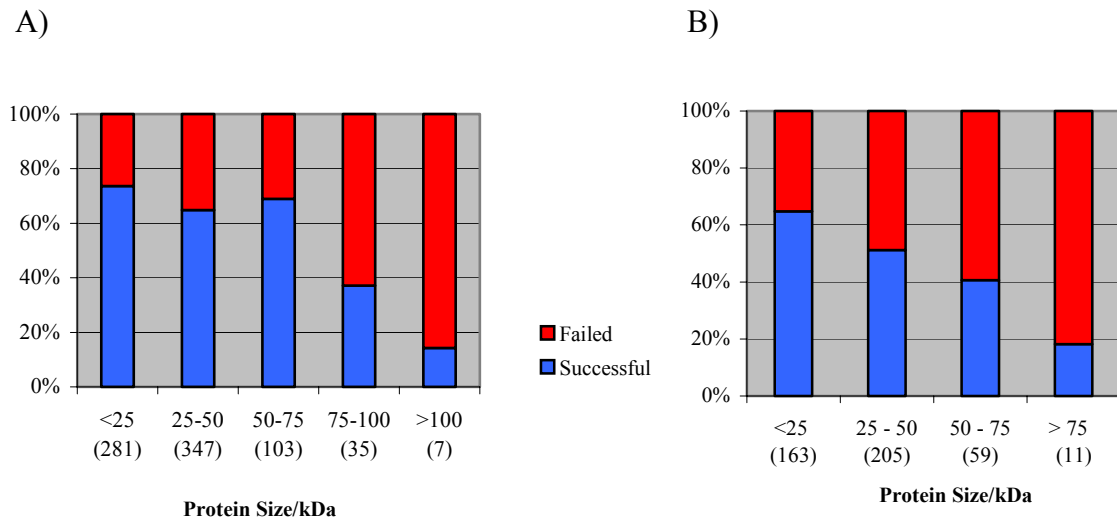 A)
100%
80%
60%
40%
20%
0%
<25 25-50 50-75 75-100 >100
(281) (347) (103) (35) (7)
Protein Size/kDa
Failed
Successful
B)
100%
80%
60%
40%
20%
0%
<25 25 - 50 50 - 75 > 75
(163) (205) (59) (11)
Protein Size/kDa